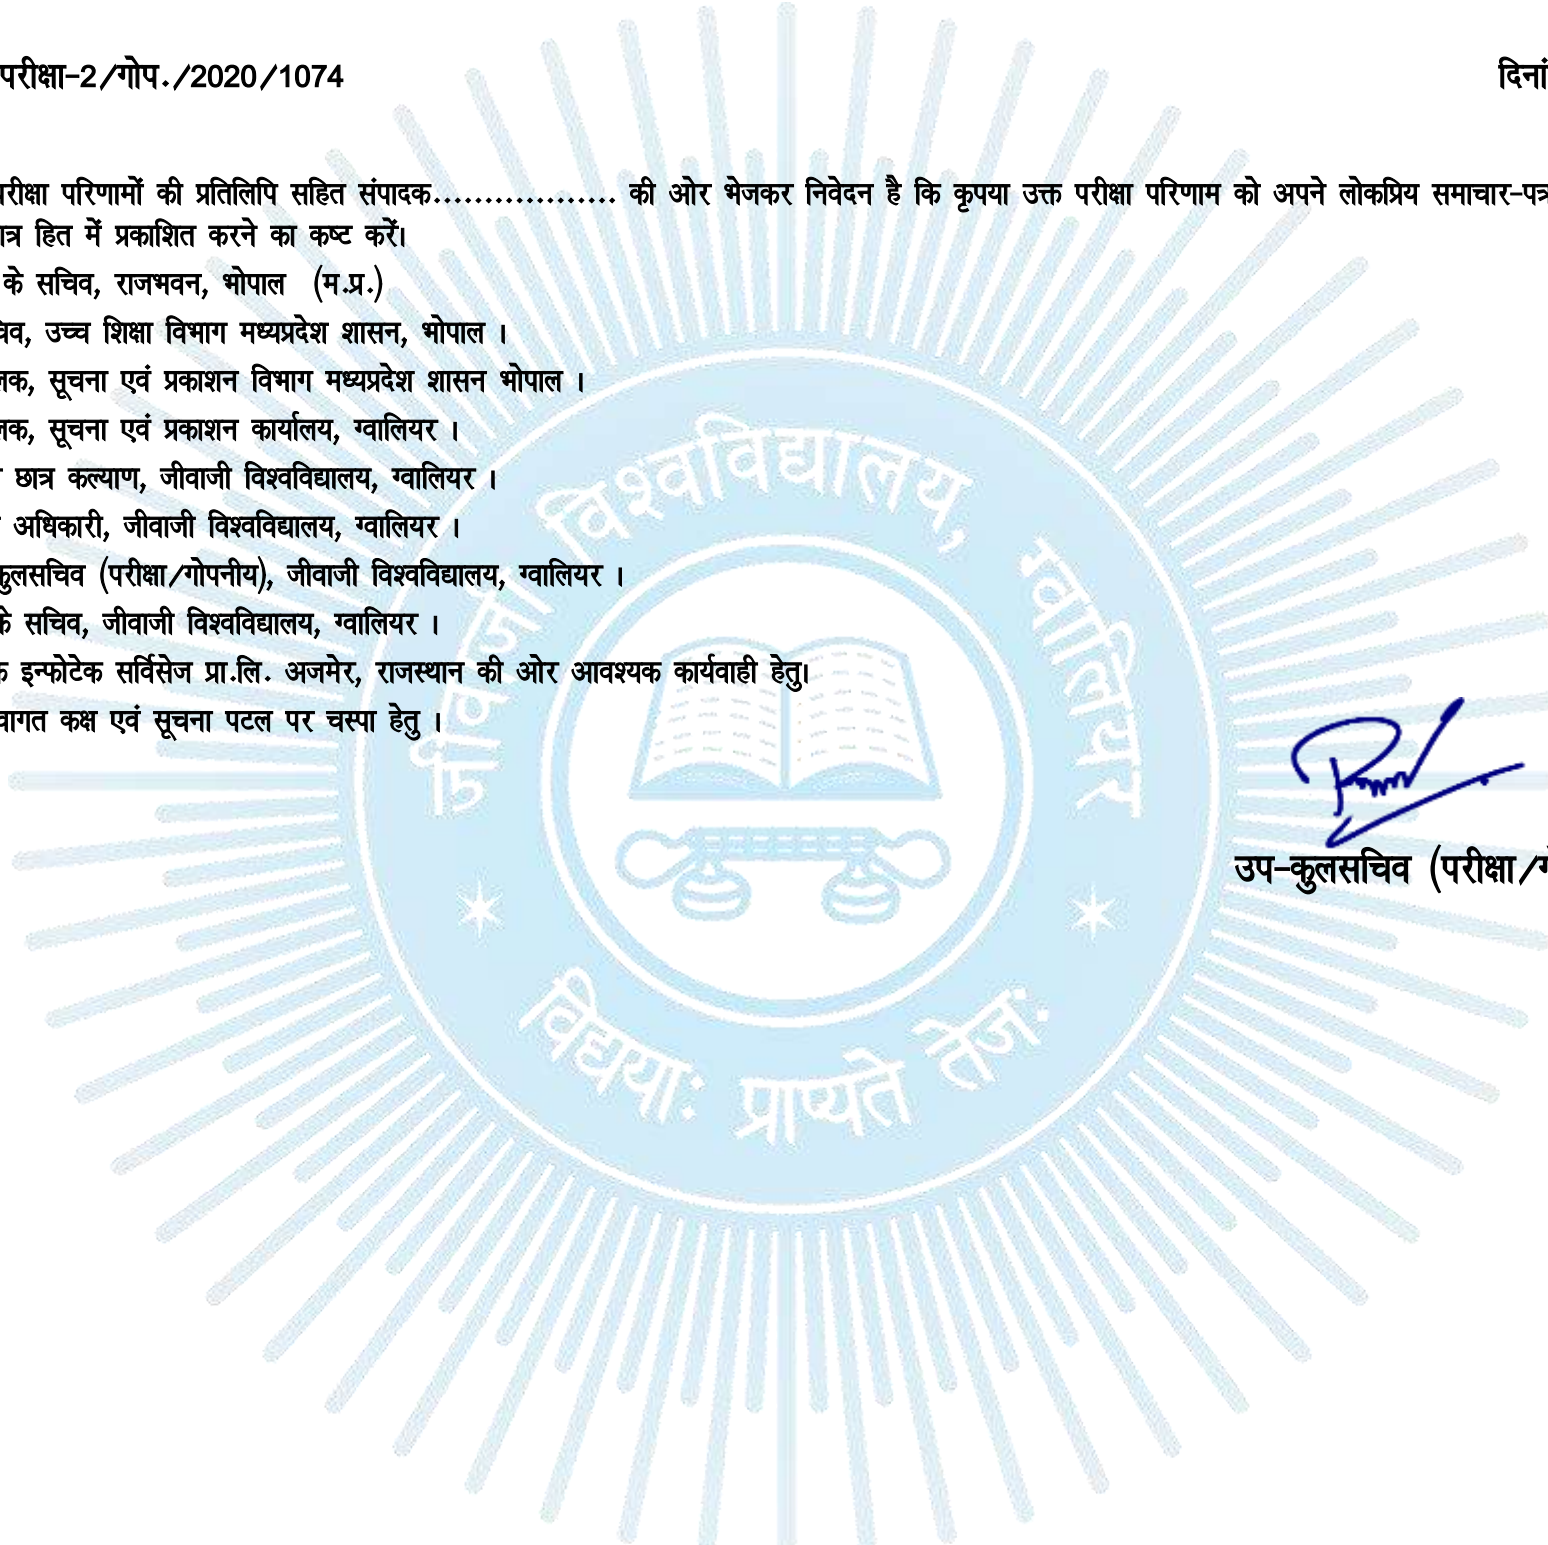 परीक्षा-2/गोप./2020/1074 दिनां
परीक्षा परिणामों की प्रतिलिपि सहित संपादक.................. की ओर भेजकर निवेदन है कि कृपया उक्त परीक्षा परिणाम को अपने लोकप्रिय समाचार-पत्र
ात्र हित में प्रकाशित करने का कष्ट करें।
के सचिव, राजभवन, भोपाल (म.प्र.)
चिव, उच्च शिक्षा विभाग मध्यप्रदेश शासन, भोपाल ।
लक, सूचना एवं प्रकाशन विभाग मध्यप्रदेश शासन भोपाल ।
लक, सूचना एवं प्रकाशन कार्यालय, ग्वालियर ।
छात्र कल्याण, जीवाजी विश्वविद्यालय, ग्वालियर ।
अधिकारी, जीवाजी विश्वविद्यालय, ग्वालियर ।
कुलसचिव (परीक्षा/गोपनीय), जीवाजी विश्वविद्यालय, ग्वालियर ।
के सचिव, जीवाजी विश्वविद्यालय, ग्वालियर ।
क इन्फोटेक सर्विसेज प्रा.लि. अजमेर, राजस्थान की ओर आवश्यक कार्यवाही हेतु।
वागत कक्ष एवं सूचना पटल पर चस्पा हेतु ।
उप-कुलसचिव (परीक्षा/ग
जीवाजी विश्वविद्यालय, ग्वालियर
विद्यया: प्राप्यते तेज: